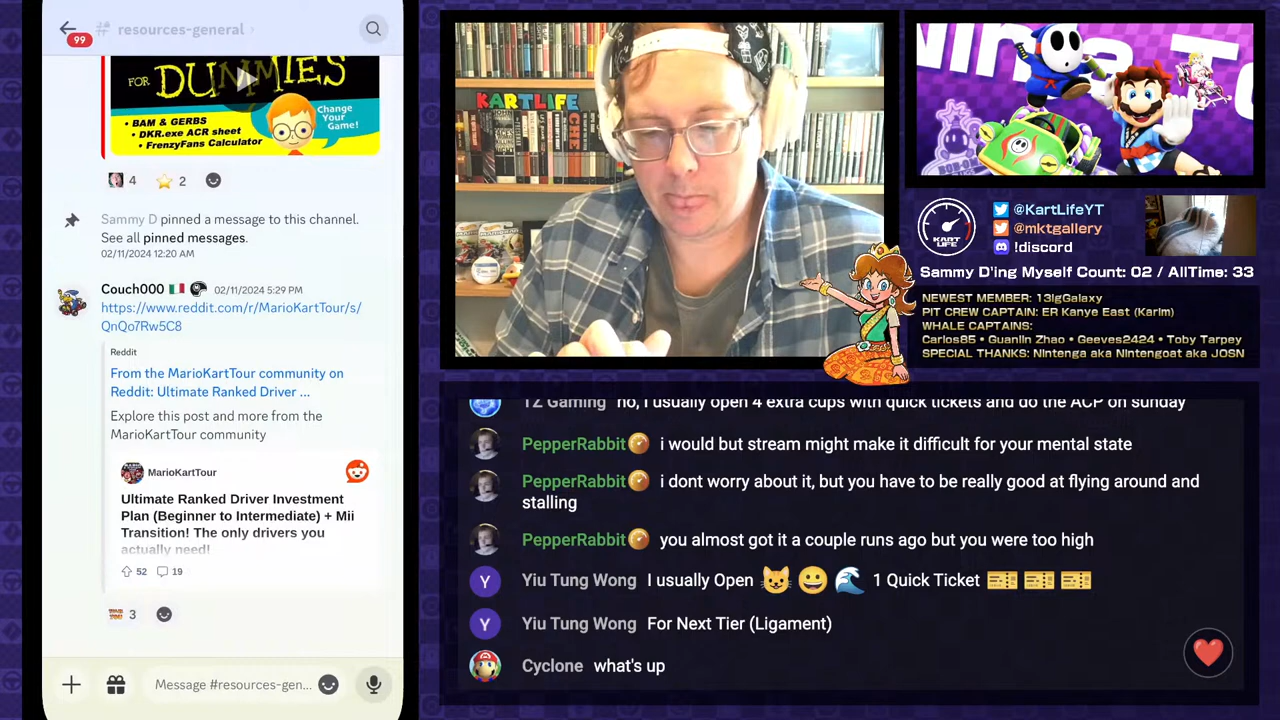 99
# resources-general
FOR DUMMIES
Change
Your
Game!
• BAM & GERBS
• DKR.exe ACR sheet
• FrenzyFans Calculator
4
2
Sammy D pinned a message to this channel.
See all pinned messages.
02/11/2024 12:20 AM
Couch000 02/11/2024 5:29 PM
https://www.reddit.com/r/MarioKartTour/s/
QnQo7Rw5C8
Reddit
From the MarioKartTour community on
Reddit: Ultimate Ranked Driver ...
Explore this post and more from the
MarioKartTour community
MarioKartTour
Ultimate Ranked Driver Investment
Plan (Beginner to Intermediate) + Mii
Transition! The only drivers you
actually need!
52 19
3
Message #resources-gen...
KARTLIFE
KART
LIFE
@KartLifeYT
@mktgallery
!discord
Sammy D'ing Myself Count: 02 / AllTime: 33
NEWEST MEMBER: 13lgGalaxy
PIT CREW CAPTAIN: ER Kanye East (Karim)
WHALE CAPTAINS:
Carlos85 • Guanlin Zhao • Geeves2424 • Toby Tarpey
SPECIAL THANKS: Nintenga aka Nintengoat aka JOSN
TZ Gaming no, I usually open 4 extra cups with quick tickets and do the ACP on sunday
PepperRabbit i would but stream might make it difficult for your mental state
PepperRabbit i dont worry about it, but you have to be really good at flying around and
stalling
PepperRabbit you almost got it a couple runs ago but you were too high
Y Yiu Tung Wong I usually Open 😺 😀 🌊 1 Quick Ticket 🎫 🎫 🎫
Y Yiu Tung Wong For Next Tier (Ligament)
Cyclone what's up